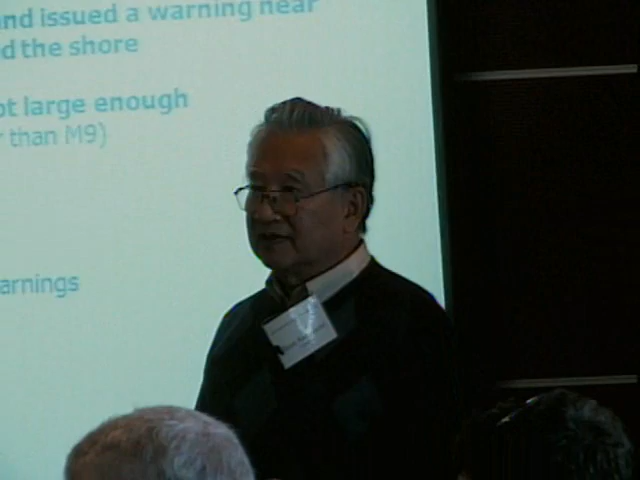 and issued a warning near
d the shore
ot large enough
r than M9)
arnings